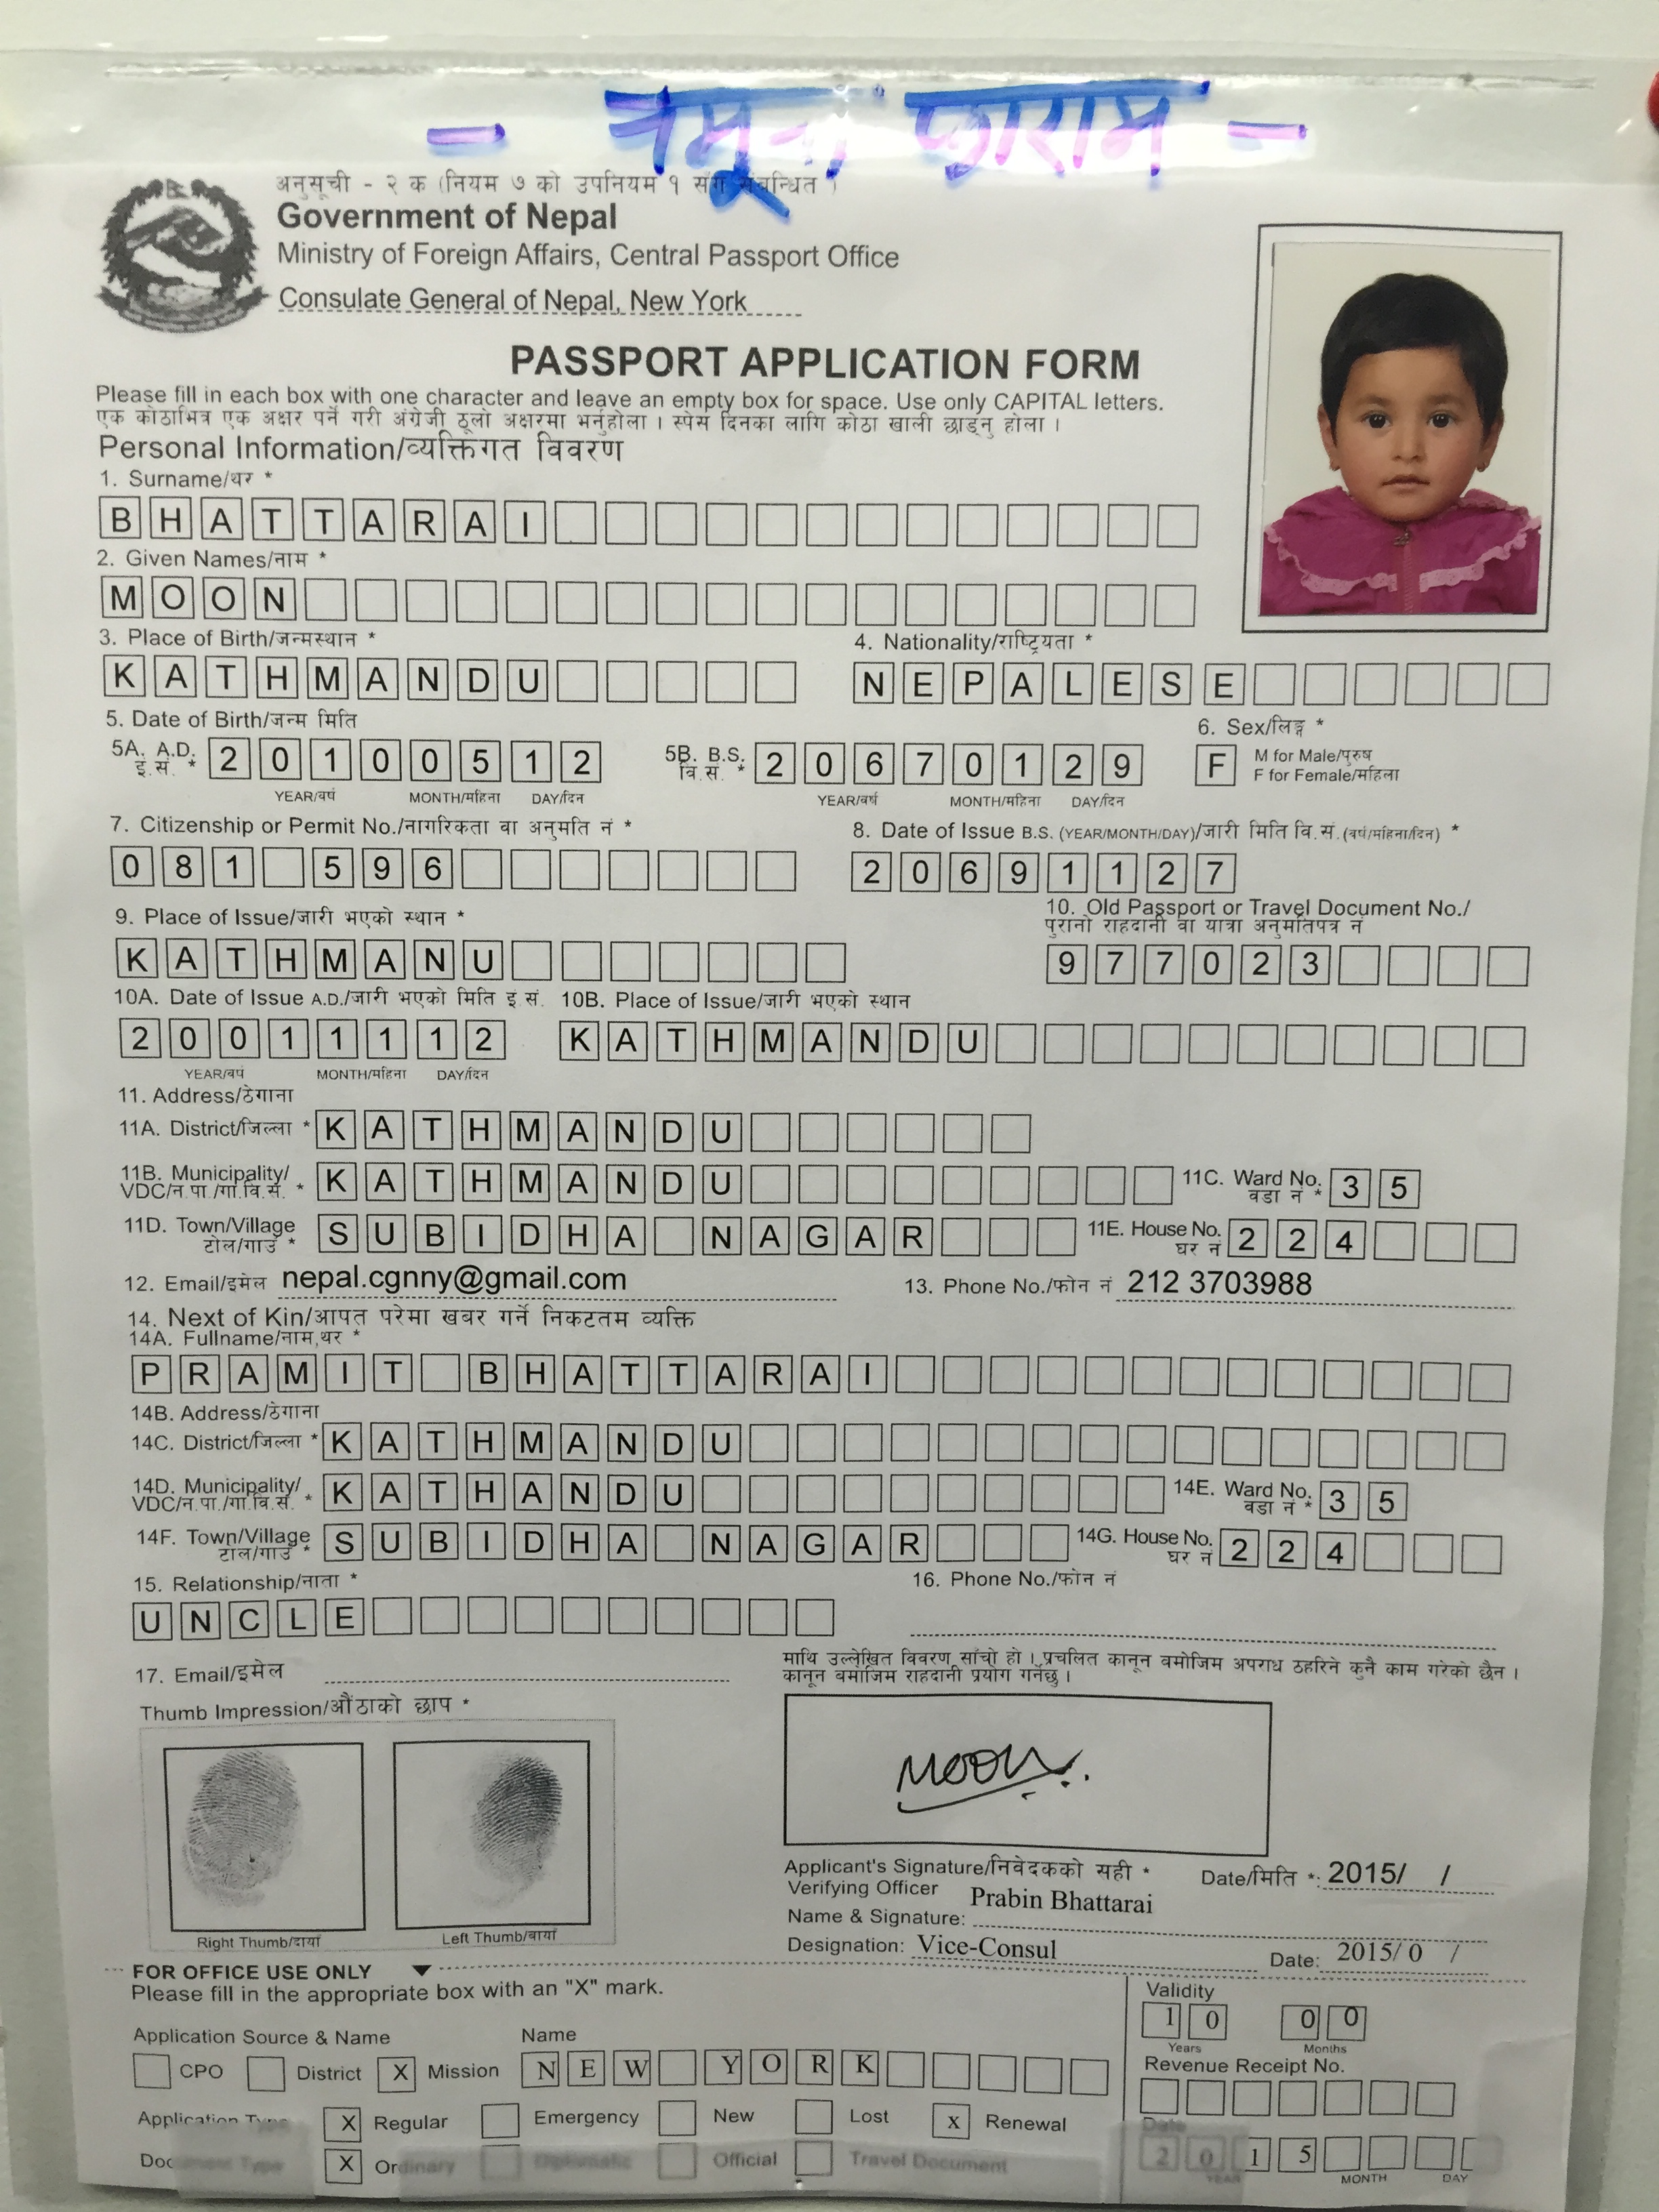 - नमूना फाराम -
अनुसूची - २ क (नियम ७ को उपनियम १ सँग संबन्धित )
Government of Nepal
Ministry of Foreign Affairs, Central Passport Office
Consulate General of Nepal, New York
PASSPORT APPLICATION FORM
Please fill in each box with one character and leave an empty box for space. Use only CAPITAL letters.
एक कोठाभित्र एक अक्षर पर्ने गरी अंग्रेजी ठूलो अक्षरमा भर्नुहोला । स्पेस दिनका लागि कोठा खाली छाड्नु होला ।
Personal Information/व्यक्तिगत विवरण
1. Surname/थर *
BHATTARAI
2. Given Names/नाम *
MOON
3. Place of Birth/जन्मस्थान * 4. Nationality/राष्ट्रियता *
KATHMANDU NEPALESE
5. Date of Birth/जन्म मिति 6. Sex/लिङ्ग *
5A. A.D. ई.सं. * 20100512 5B. B.S. वि.सं. * 20670129 F M for Male/पुरुष
F for Female/महिला
YEAR/वर्ष MONTH/महिना DAY/दिन YEAR/वर्ष MONTH/महिना DAY/दिन
7. Citizenship or Permit No./नागरिकता वा अनुमति नं * 8. Date of Issue B.S. (YEAR/MONTH/DAY)/जारी मिति वि.सं. (वर्ष/महिना/दिन) *
081 596 20691127
9. Place of Issue/जारी भएको स्थान * 10. Old Passport or Travel Document No./
पुरानो राहदानी वा यात्रा अनुमतिपत्र नं
KATHMANU 977023
10A. Date of Issue A.D./जारी भएको मिति इ.सं. 10B. Place of Issue/जारी भएको स्थान
20011112 KATHMANDU
YEAR/वर्ष MONTH/महिना DAY/दिन
11. Address/ठेगाना
11A. District/जिल्ला * KATHMANDU
11B. Municipality/ VDC/न.पा./गा.वि.स. * KATHMANDU 11C. Ward No. वडा नं * 35
11D. Town/Village टोल/गाउँ * SUBIDHA NAGAR 11E. House No. घर नं 224
12. Email/इमेल nepal.cgnny@gmail.com 13. Phone No./फोन नं 212 3703988
14. Next of Kin/आपत परेमा खबर गर्ने निकटतम व्यक्ति
14A. Fullname/नाम,थर *
PRAMIT BHATTARAI
14B. Address/ठेगाना
14C. District/जिल्ला * KATHMANDU
14D. Municipality/ VDC/न.पा./गा.वि.स. * KATHANDU 14E. Ward No. वडा नं * 35
14F. Town/Village टोल/गाउँ * SUBIDHA NAGAR 14G. House No. घर नं 224
15. Relationship/नाता * 16. Phone No./फोन नं
UNCLE
17. Email/इमेल
माथि उल्लेखित विवरण साँचो हो । प्रचलित कानून बमोजिम अपराध ठहरिने कुनै काम गरेको छैन ।
कानून बमोजिम राहदानी प्रयोग गर्नेछु ।
Thumb Impression/औंठाको छाप *
Moon
Right Thumb/दायाँ Left Thumb/बायाँ
Applicant's Signature/निवेदकको सही * Date/मिति *: 2015/ /
Verifying Officer
Name & Signature: Prabin Bhattarai
Designation: Vice-Consul Date: 2015/ 0 /
FOR OFFICE USE ONLY
Please fill in the appropriate box with an "X" mark.
Validity
10 00
Years Months
Application Source & Name Name
CPO District X Mission NEW YORK
Revenue Receipt No.
Application Type X Regular Emergency New Lost x Renewal
Date
Document Type X Ordinary Diplomatic Official Travel Document
2015
YEAR MONTH DAY